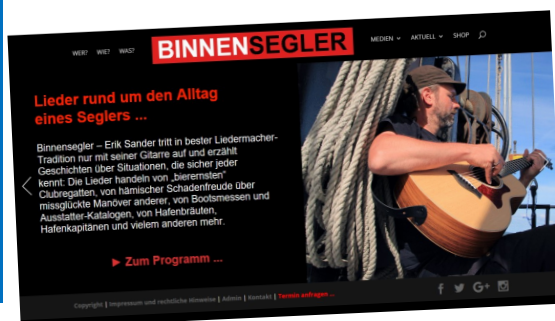 WER? WIE? WAS? BINNENSEGLER MEDIEN AKTUELL SHOP
Lieder rund um den Alltag
eines Seglers ...
Binnensegler – Erik Sander tritt in bester Liedermacher-
Tradition nur mit seiner Gitarre auf und erzählt
Geschichten über Situationen, die sicher jeder
kennt: Die Lieder handeln von „bierernsten"
Clubregatten, von hämischer Schadenfreude über
missglückte Manöver anderer, von Bootsmessen und
Ausstatter-Katalogen, von Hafenbräuten,
Hafenkapitänen und vielem anderen mehr.
► Zum Programm ...
Copyright | Impressum und rechtliche Hinweise | Admin | Kontakt | Termin anfragen ...